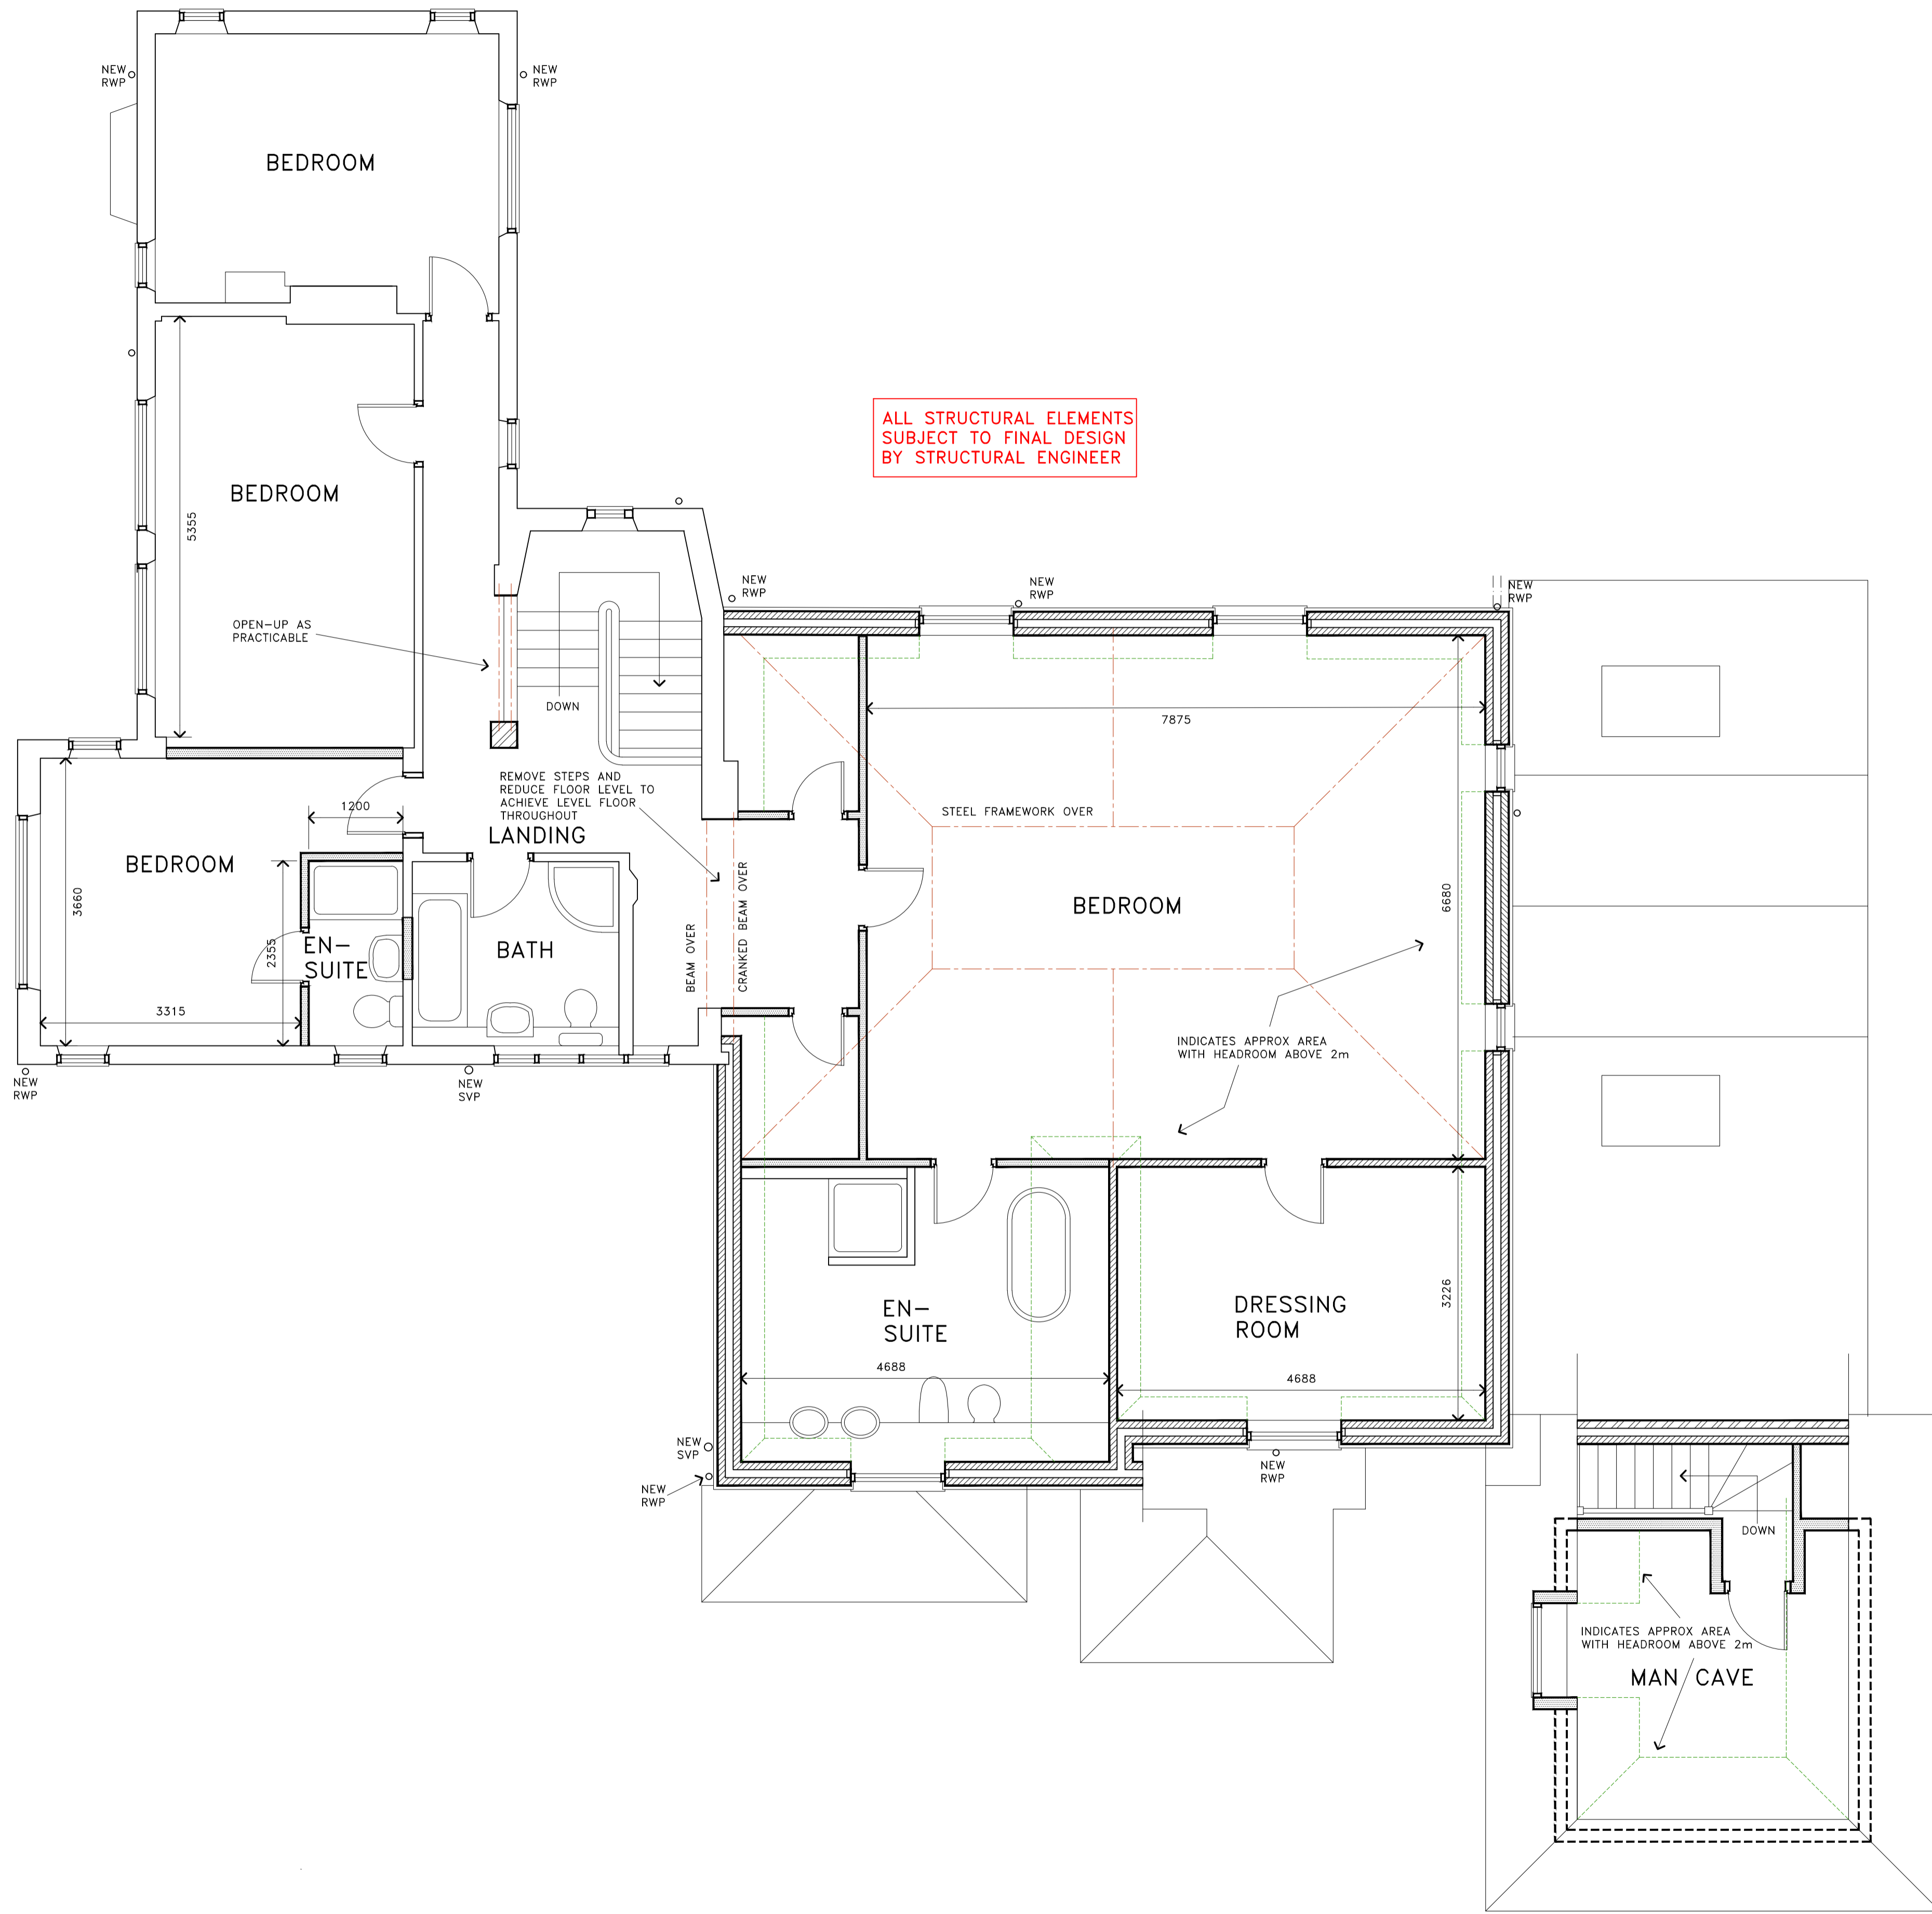 NEW
RWP
NEW
RWP
BEDROOM
ALL STRUCTURAL ELEMENTS
SUBJECT TO FINAL DESIGN
BY STRUCTURAL ENGINEER
BEDROOM
5355
OPEN-UP AS
PRACTICABLE
DOWN
NEW
RWP
NEW
RWP
NEW
RWP
7875
REMOVE STEPS AND
REDUCE FLOOR LEVEL TO
ACHIEVE LEVEL FLOOR
THROUGHOUT
LANDING
1200
BEDROOM
3660
2355
3315
EN-
SUITE
BATH
BEAM OVER
CRANKED BEAM OVER
STEEL FRAMEWORK OVER
BEDROOM
6680
INDICATES APPROX AREA
WITH HEADROOM ABOVE 2m
NEW
RWP
NEW
SVP
EN-
SUITE
4688
DRESSING
ROOM
3226
4688
NEW
SVP
NEW
RWP
NEW
RWP
DOWN
INDICATES APPROX AREA
WITH HEADROOM ABOVE 2m
MAN CAVE